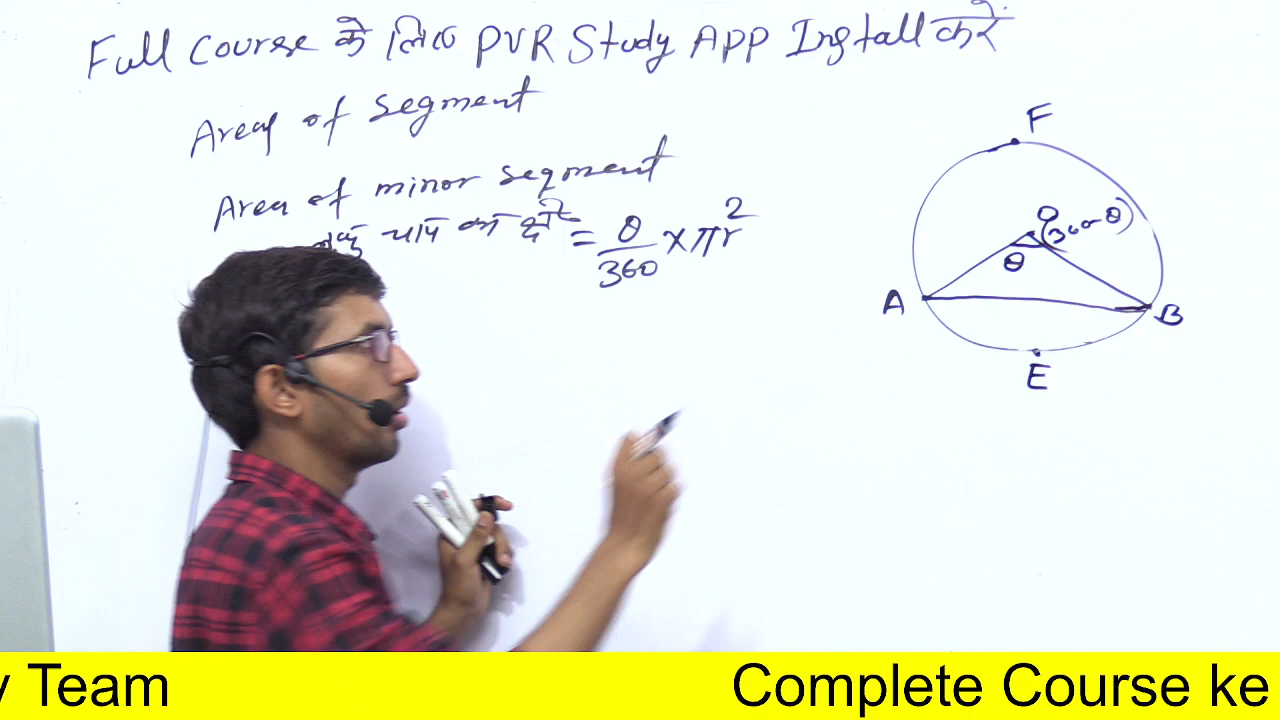 Full Course के लिए PVR Study APP Install करें
Area of Segment
Area of minor segment
चाप का क्षे = θ/360 × πr²
F
O
(360-θ)
θ
A
B
E
y Team
Complete Course ke